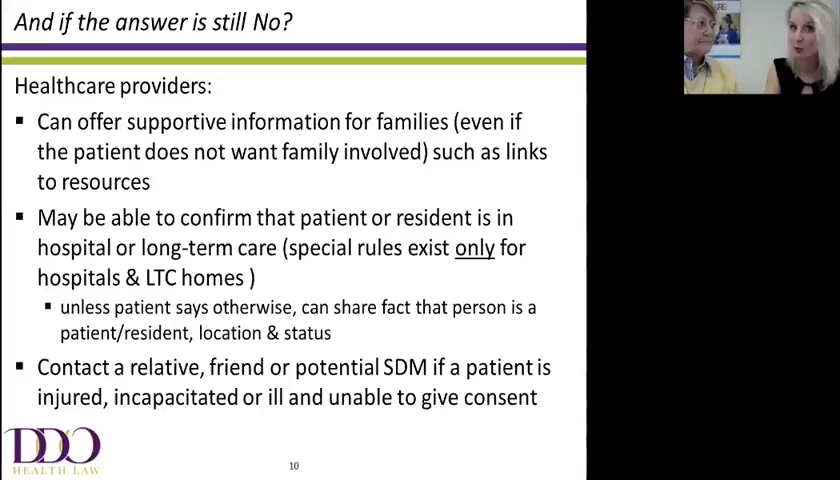 And if the answer is still No?
Healthcare providers:
▪ Can offer supportive information for families (even if
the patient does not want family involved) such as links
to resources
▪ May be able to confirm that patient or resident is in
hospital or long-term care (special rules exist only for
hospitals & LTC homes )
▪ unless patient says otherwise, can share fact that person is a
patient/resident, location & status
▪ Contact a relative, friend or potential SDM if a patient is
injured, incapacitated or ill and unable to give consent
DDO
HEALTH LAW
10